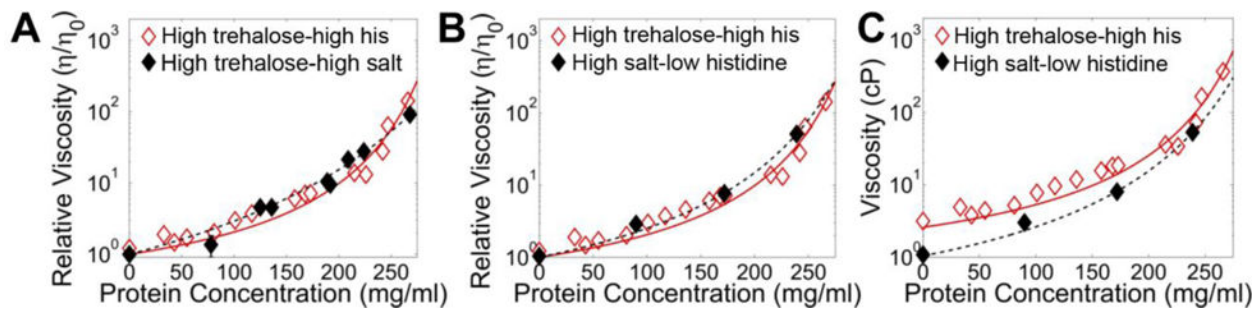 A
Relative Viscosity (η/η₀)
10³
10²
10¹
10⁰
High trehalose-high his
High trehalose-high salt
0 50 100 150 200 250
Protein Concentration (mg/ml)
B
Relative Viscosity (η/η₀)
10³
10²
10¹
10⁰
High trehalose-high his
High salt-low histidine
0 50 100 150 200 250
Protein Concentration (mg/ml)
C
Viscosity (cP)
10³
10²
10¹
10⁰
High trehalose-high his
High salt-low histidine
0 50 100 150 200 250
Protein Concentration (mg/ml)